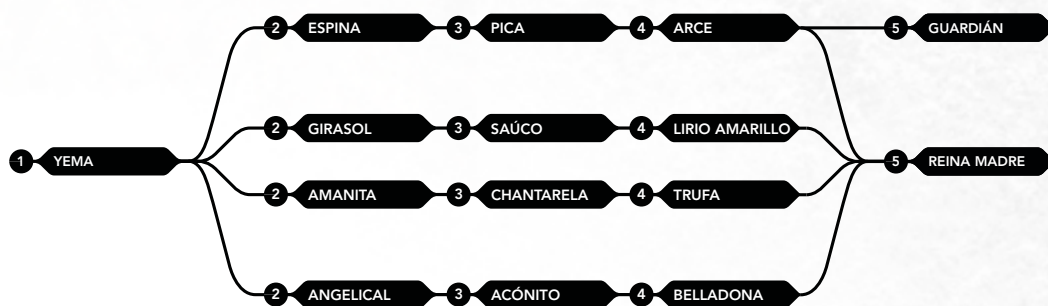 2 ESPINA 3 PICA 4 ARCE 5 GUARDIÁN
2 GIRASOL 3 SAÚCO 4 LIRIO AMARILLO
1 YEMA 5 REINA MADRE
2 AMANITA 3 CHANTARELA 4 TRUFA
2 ANGELICAL 3 ACÓNITO 4 BELLADONA